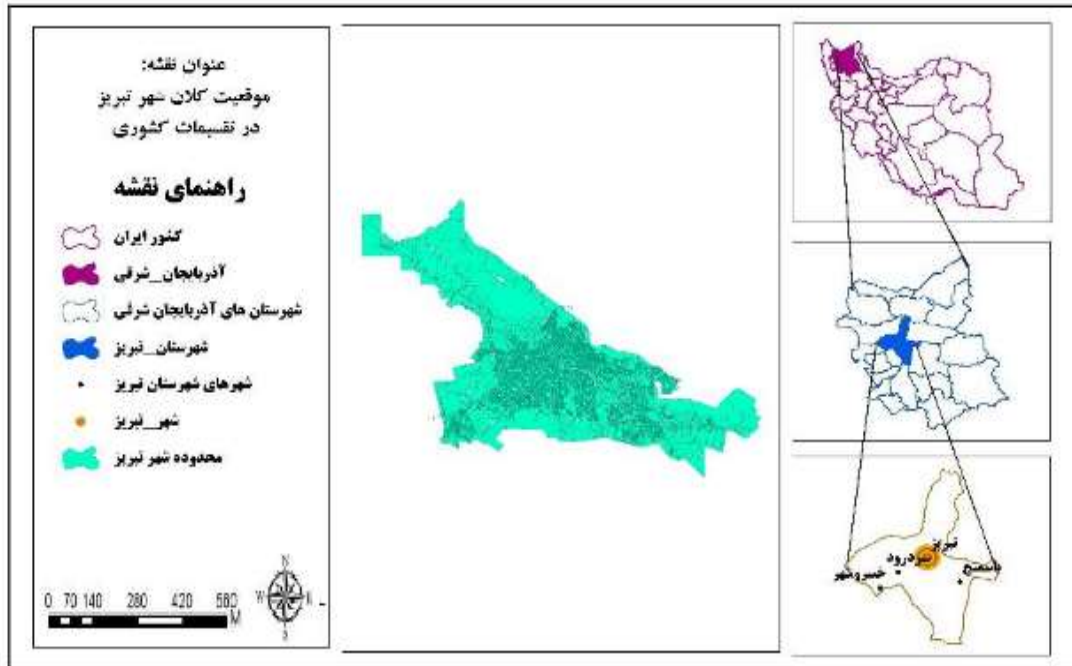 عنوان نقشه:
موقعیت کلان شهر تبریز
در تقسیمات کشوری
راهنمای نقشه
کشور ایران
آذربایجان_شرقی
شهرستان های آذربایجان شرقی
شهرستان_تبریز
شهرهای شهرستان تبریز
شهر_تبریز
محدوده شهر تبریز
N
W E
S
0 70 140 280 420 560
M
تبریز
سردرود
باسمنج
خسروشهر